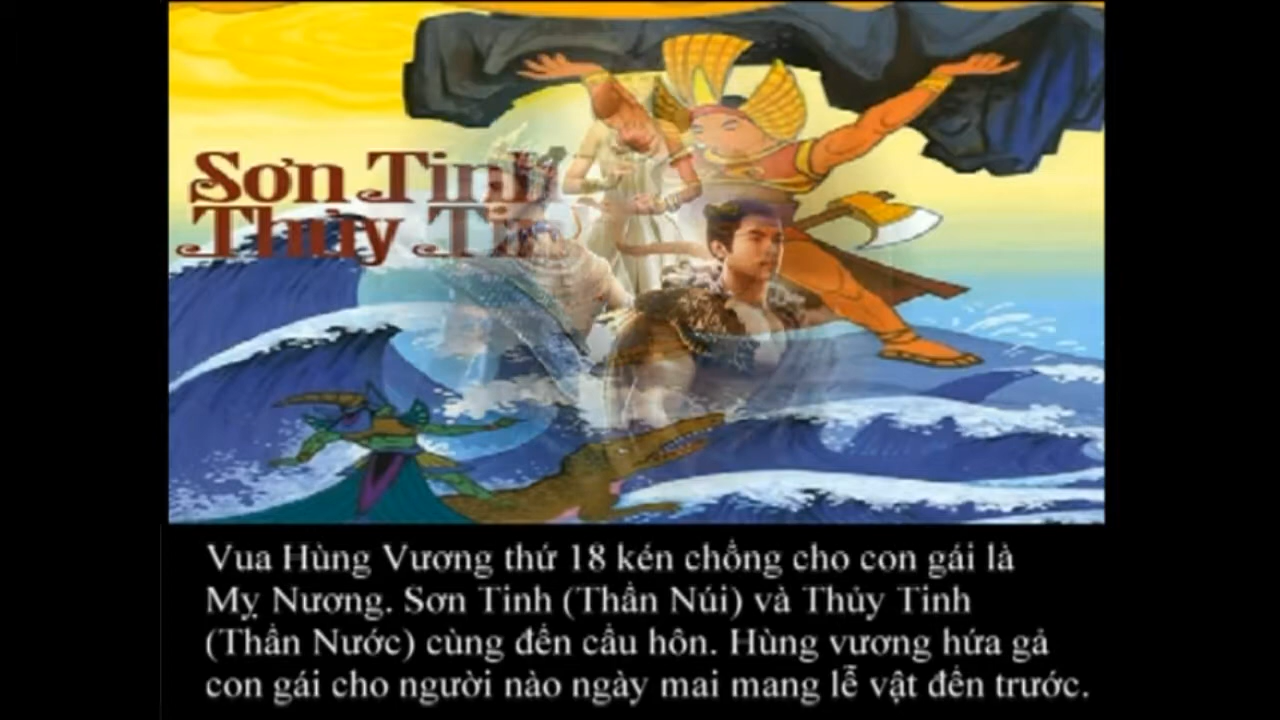 Sơn Tinh
Thủy Tin
Vua Hùng Vương thứ 18 kén chồng cho con gái là
Mỵ Nương. Sơn Tinh (Thần Núi) và Thủy Tinh
(Thần Nước) cùng đến cầu hôn. Hùng vương hứa gả
con gái cho người nào ngày mai mang lễ vật đến trước.